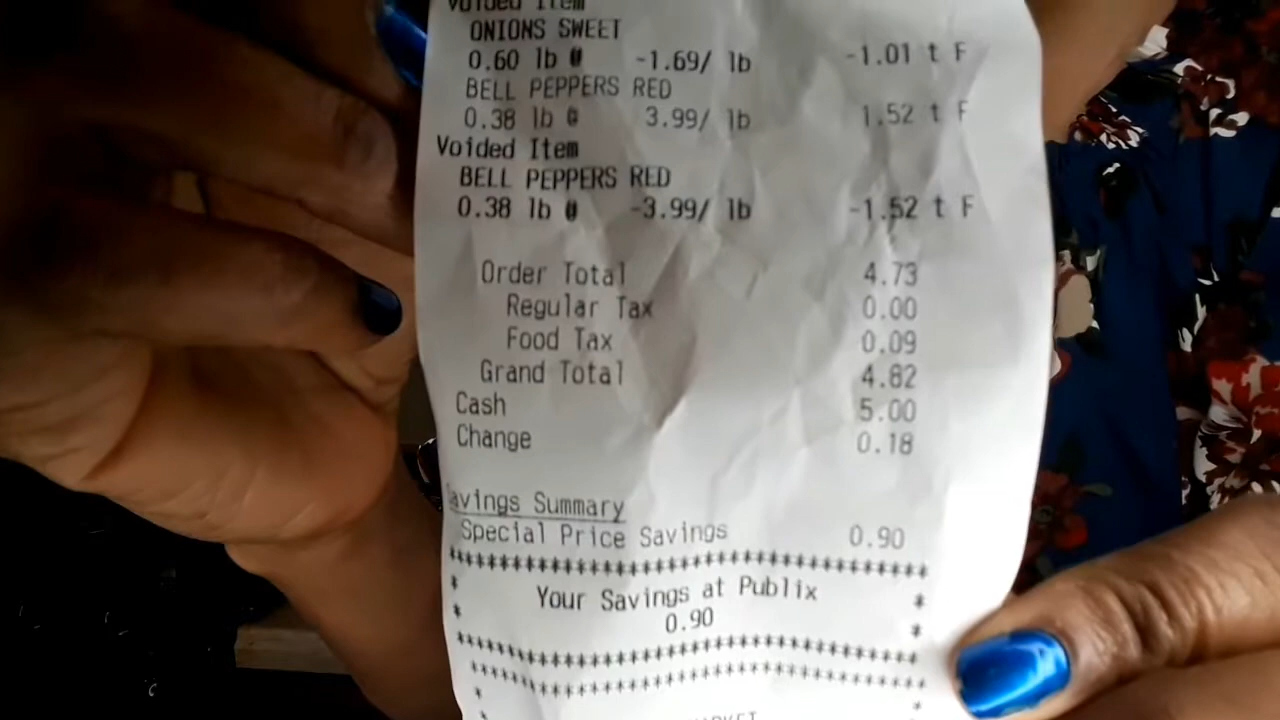 Voided Item
ONIONS SWEET
0.60 lb @ -1.69/ lb -1.01 t F
BELL PEPPERS RED
0.38 lb @ 3.99/ lb 1.52 t F
Voided Item
BELL PEPPERS RED
0.38 lb @ -3.99/ lb -1.52 t F
Order Total 4.73
Regular Tax 0.00
Food Tax 0.09
Grand Total 4.82
Cash 5.00
Change 0.18
Savings Summary
Special Price Savings 0.90
**************************************
* Your Savings at Publix *
* 0.90 *
**************************************
**************************************